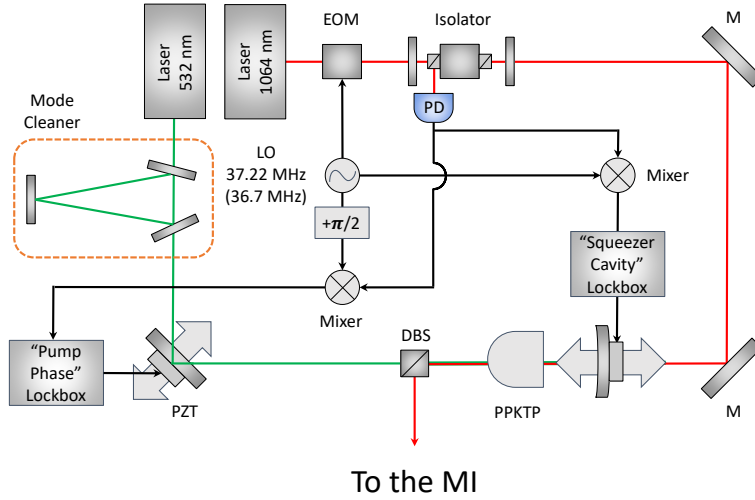 EOM
Isolator
M
Laser
532 nm
Laser
1064 nm
Mode
Cleaner
PD
LO
37.22 MHz
(36.7 MHz)
Mixer
+π/2
"Squeezer
Cavity"
Lockbox
Mixer
DBS
"Pump
Phase"
Lockbox
PZT
PPKTP
M
To the MI